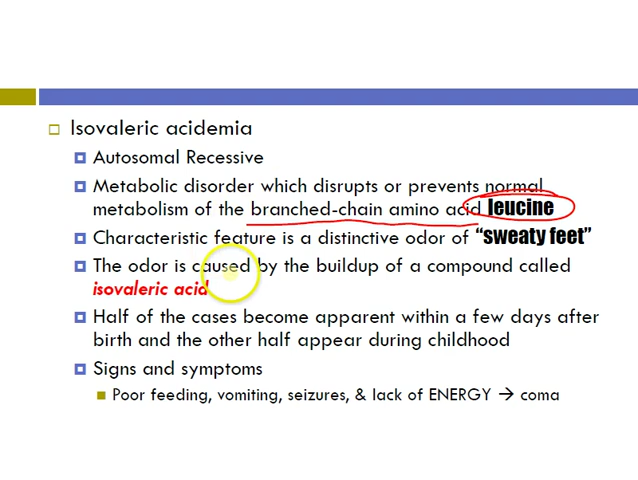 Isovaleric acidemia
Autosomal Recessive
Metabolic disorder which disrupts or prevents normal
metabolism of the branched-chain amino acid leucine
Characteristic feature is a distinctive odor of "sweaty feet"
The odor is caused by the buildup of a compound called
isovaleric acid
Half of the cases become apparent within a few days after
birth and the other half appear during childhood
Signs and symptoms
Poor feeding, vomiting, seizures, & lack of ENERGY → coma